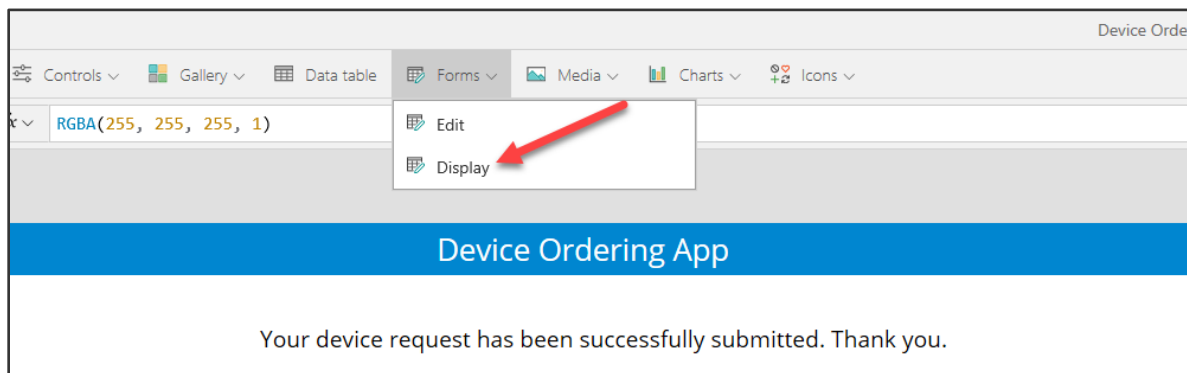 Device Orde
Controls Gallery Data table Forms Media Charts Icons
RGBA(255, 255, 255, 1)
Edit
Display
Device Ordering App
Your device request has been successfully submitted. Thank you.